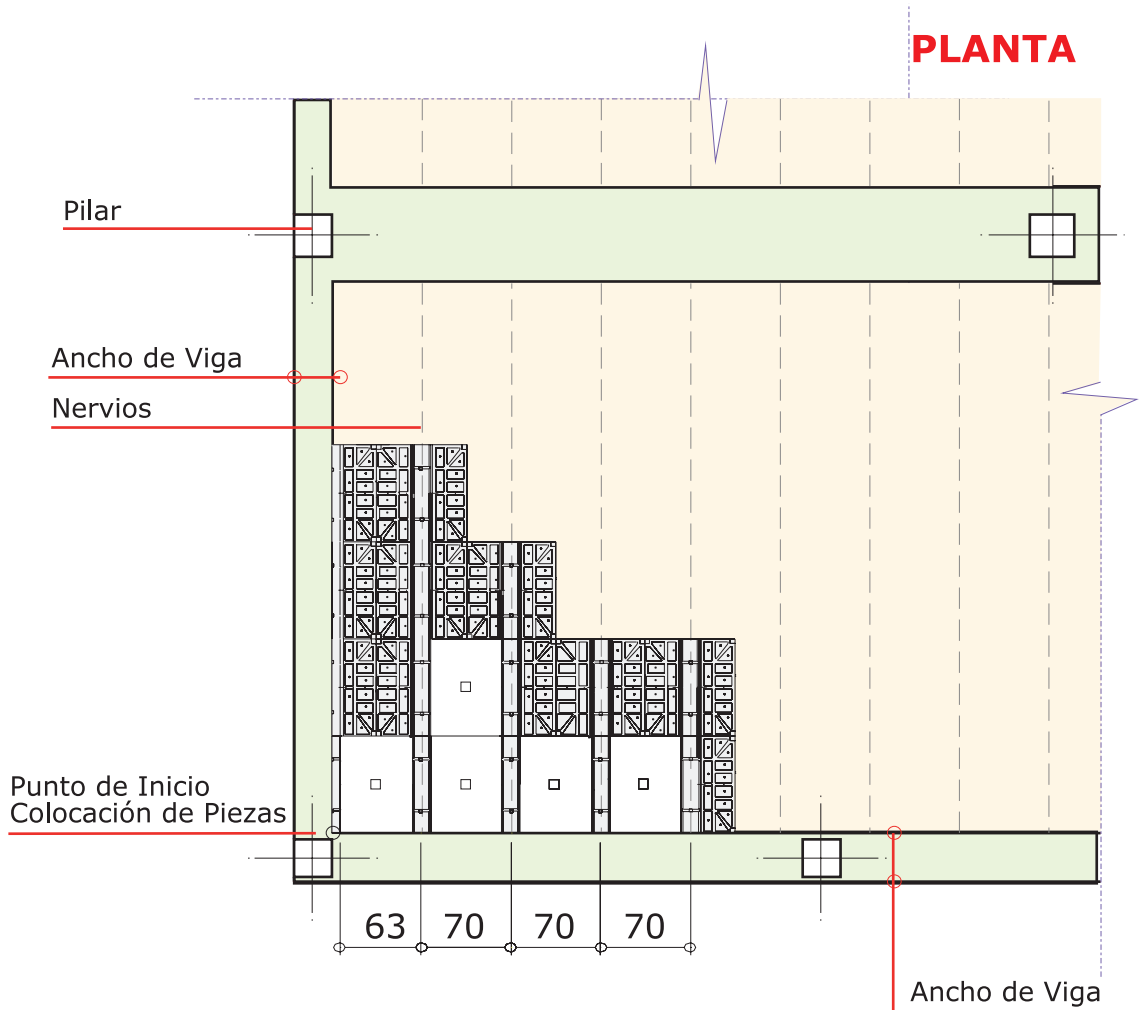 PLANTA
Pilar
Ancho de Viga
Nervios
Punto de Inicio
Colocación de Piezas
63 70 70 70
Ancho de Viga